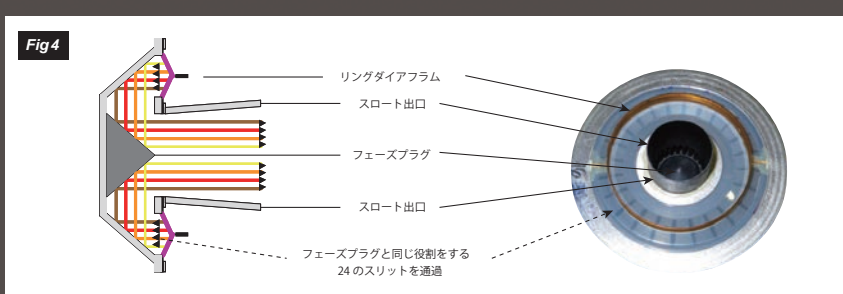 Fig4
リングダイアフラム
スロート出口
フェーズプラグ
スロート出口
フェーズプラグと同じ役割をする
24 のスリットを通過